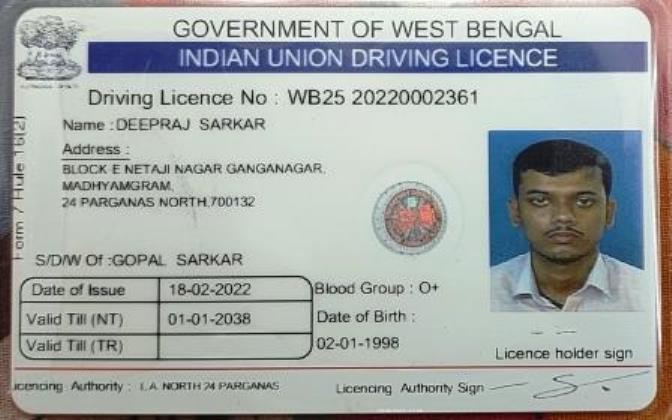 GOVERNMENT OF WEST BENGAL
INDIAN UNION DRIVING LICENCE
Driving Licence No : WB25 20220002361
Form 7 Rule 16(2)
Name :DEEPRAJ SARKAR
Address :
BLOCK-E NETAJI NAGAR GANGANAGAR,
MADHYAMGRAM,
24 PARGANAS NORTH,700132
S/D/W Of :GOPAL SARKAR
Date of Issue 18-02-2022 Blood Group : O+
Valid Till (NT) 01-01-2038 Date of Birth :
Valid Till (TR) 02-01-1998
Licence holder sign
icencing Authority : L.A. NORTH 24 PARGANAS Licencing Authority Sign